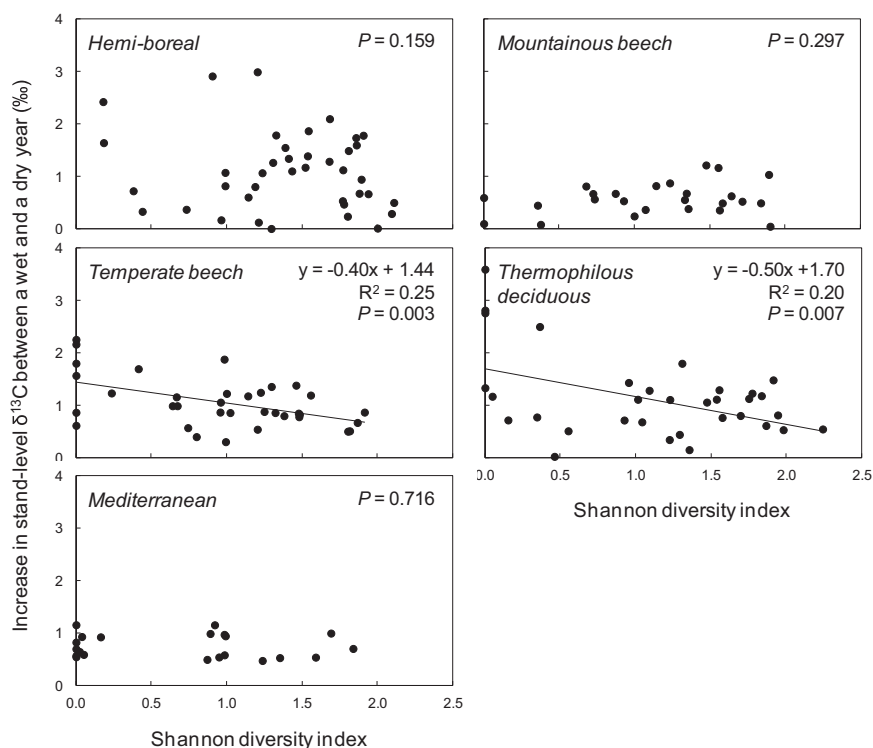 Increase in stand-level δ¹³C between a wet and a dry year (‰)
4
3
2
1
0
Hemi-boreal
P = 0.159
Mountainous beech
P = 0.297
4
3
2
1
0
Temperate beech
y = -0.40x + 1.44
R² = 0.25
P = 0.003
Thermophilous
deciduous
y = -0.50x +1.70
R² = 0.20
P = 0.007
0.0 0.5 1.0 1.5 2.0 2.5
Shannon diversity index
4
3
2
1
0
Mediterranean
P = 0.716
0.0 0.5 1.0 1.5 2.0 2.5
Shannon diversity index